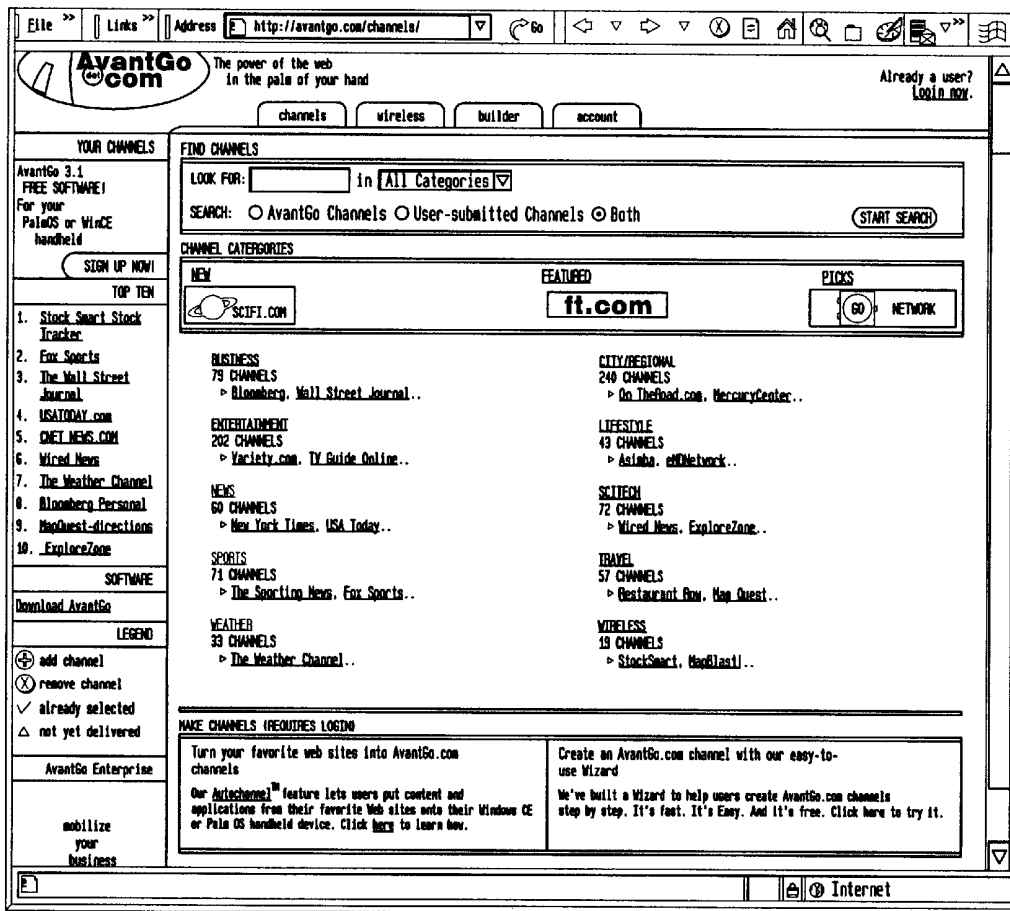 File » Links » Address http://avantgo.com/channels/ Go
AvantGo
dot com
The power of the web
in the palm of your hand
Already a user?
Login now.
channels wireless builder account
YOUR CHANNELS
AvantGo 3.1
FREE SOFTWARE!
For your
PalmOS or WinCE
handheld
SIGN UP NOW!
TOP TEN
1. Stock Smart Stock
Tracker
2. Fox Sports
3. The Wall Street
Journal
4. USATODAY.com
5. CNET NEWS.COM
6. Wired News
7. The Weather Channel
8. Bloomberg Personal
9. MapQuest-directions
10. ExploreZone
SOFTWARE
Download AvantGo
LEGEND
add channel
remove channel
already selected
not yet delivered
AvantGo Enterprise
mobilize
your
business
FIND CHANNELS
LOOK FOR: in All Categories
SEARCH: AvantGo Channels User-submitted Channels Both START SEARCH
CHANNEL CATERGORIES
NEW FEATURED PICKS
SCIFI.COM ft.com GO NETWORK
BUSINESS
79 CHANNELS
Bloomberg, Wall Street Journal..
CITY/REGIONAL
240 CHANNELS
On TheRoad.com, MercuryCenter..
ENTERTAINMENT
202 CHANNELS
Variety.com, TV Guide Online..
LIFESTYLE
43 CHANNELS
Asimba, eMDNetwork..
NEWS
60 CHANNELS
New York Times, USA Today..
SCITECH
72 CHANNELS
Wired News, ExploreZone..
SPORTS
71 CHANNELS
The Sporting News, Fox Sports..
TRAVEL
57 CHANNELS
Restaurant Row, Map Quest..
WEATHER
33 CHANNELS
The Weather Channel..
WIRELESS
19 CHANNELS
StockSmart, MapBlast!..
MAKE CHANNELS (REQUIRES LOGIN)
Turn your favorite web sites into AvantGo.com
channels
Our Autochannel™ feature lets users put content and
applications from their favorite Web sites onto their Windows CE
or Palm OS handheld device. Click here to learn how.
Create an AvantGo.com channel with our easy-to-
use Wizard
We've built a Wizard to help users create AvantGo.com channels
step by step. It's fast. It's Easy. And it's free. Click here to try it.
Internet